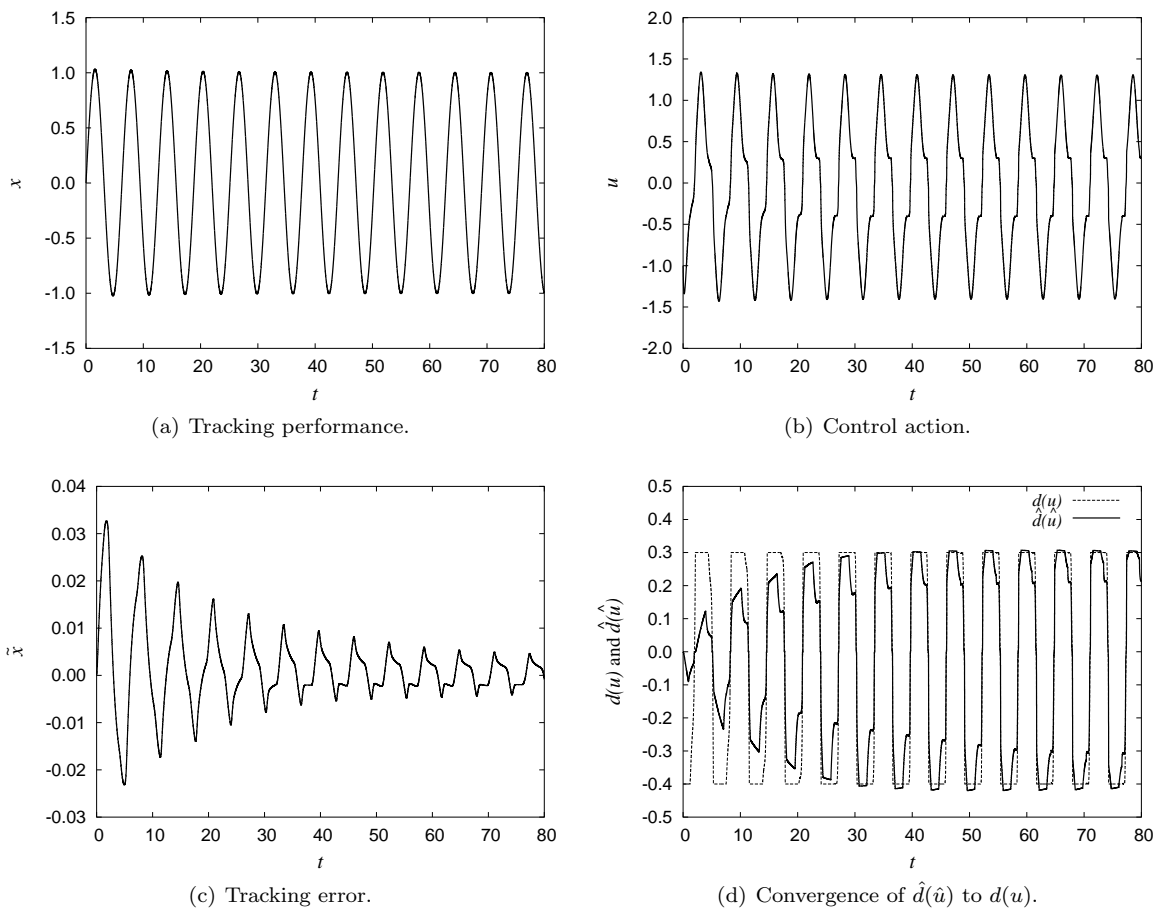 1.5
1.0
0.5
0.0
-0.5
-1.0
-1.5
x
0 10 20 30 40 50 60 70 80
t
(a) Tracking performance.
2.0
1.5
1.0
0.5
0.0
-0.5
-1.0
-1.5
-2.0
u
0 10 20 30 40 50 60 70 80
t
(b) Control action.
0.04
0.03
0.02
0.01
0.00
-0.01
-0.02
-0.03
x̃
0 10 20 30 40 50 60 70 80
t
(c) Tracking error.
0.5
0.4
0.3
0.2
0.1
0.0
-0.1
-0.2
-0.3
-0.4
-0.5
d(u) and d̂(û)
d(u)
d̂(û)
0 10 20 30 40 50 60 70 80
t
(d) Convergence of d̂(û) to d(u).